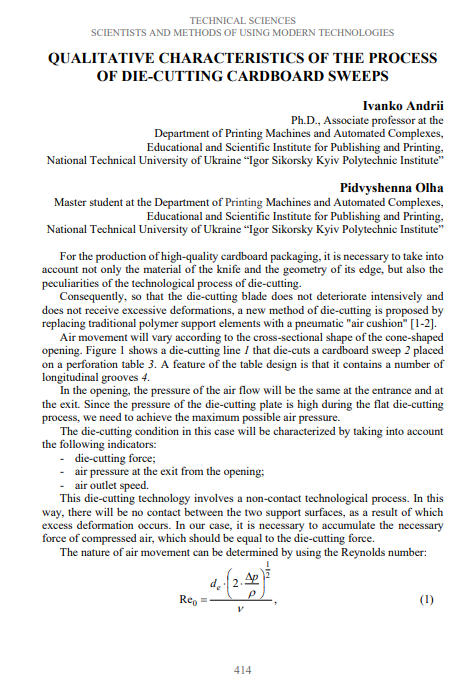 TECHNICAL SCIENCES
SCIENTISTS AND METHODS OF USING MODERN TECHNOLOGIES
QUALITATIVE CHARACTERISTICS OF THE PROCESS
OF DIE-CUTTING CARDBOARD SWEEPS
Ivanko Andrii
Ph.D., Associate professor at the
Department of Printing Machines and Automated Complexes,
Educational and Scientific Institute for Publishing and Printing,
National Technical University of Ukraine “Igor Sikorsky Kyiv Polytechnic Institute”
Pidvyshenna Olha
Master student at the Department of Printing Machines and Automated Complexes,
Educational and Scientific Institute for Publishing and Printing,
National Technical University of Ukraine “Igor Sikorsky Kyiv Polytechnic Institute”
For the production of high-quality cardboard packaging, it is necessary to take into
account not only the material of the knife and the geometry of its edge, but also the
peculiarities of the technological process of die-cutting.
Consequently, so that the die-cutting blade does not deteriorate intensively and
does not receive excessive deformations, a new method of die-cutting is proposed by
replacing traditional polymer support elements with a pneumatic "air cushion" [1-2].
Air movement will vary according to the cross-sectional shape of the cone-shaped
opening. Figure 1 shows a die-cutting line 1 that die-cuts a cardboard sweep 2 placed
on a perforation table 3. A feature of the table design is that it contains a number of
longitudinal grooves 4.
In the opening, the pressure of the air flow will be the same at the entrance and at
the exit. Since the pressure of the die-cutting plate is high during the flat die-cutting
process, we need to achieve the maximum possible air pressure.
The die-cutting condition in this case will be characterized by taking into account
the following indicators:
- die-cutting force;
- air pressure at the exit from the opening;
- air outlet speed.
This die-cutting technology involves a non-contact technological process. In this
way, there will be no contact between the two support surfaces, as a result of which
excess deformation occurs. In our case, it is necessary to accumulate the necessary
force of compressed air, which should be equal to the die-cutting force.
The nature of air movement can be determined by using the Reynolds number:
Re₀ = dₑ·(2·Δp/ρ)^(1/2) / ν, (1)
414